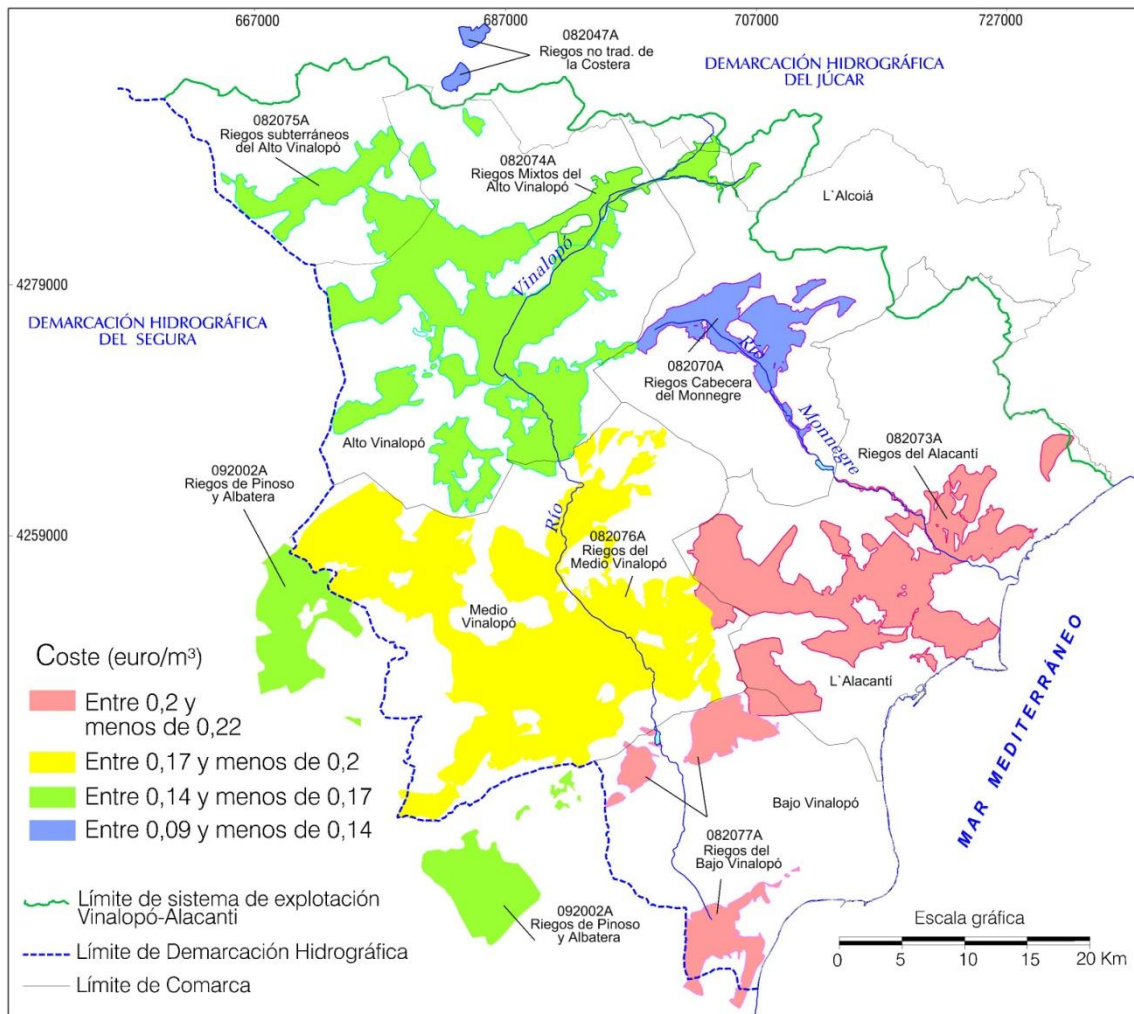 667000
687000
707000
727000
082047A
Riegos no trad. de
la Costera
DEMARCACIÓN HIDROGRÁFICA
DEL JÚCAR
082075A
Riegos subterráneos
del Alto Vinalopó
082074A
Riegos Mixtos del
Alto Vinalopó
L`Alcoiá
Vinalopó
4279000
DEMARCACIÓN HIDROGRÁFICA
DEL SEGURA
Río
082070A
Riegos Cabecera
del Monnegre
Monnegre
Alto Vinalopó
082073A
Riegos del Alacantí
092002A
Riegos de Pinoso
y Albatera
Río
4259000
082076A
Riegos del
Medio Vinalopó
Medio
Vinalopó
L`Alacantí
MAR MEDITERRÁNEO
Coste (euro/m³)
Entre 0,2 y
menos de 0,22
Entre 0,17 y menos de 0,2
Entre 0,14 y menos de 0,17
Entre 0,09 y menos de 0,14
Bajo Vinalopó
082077A
Riegos del
Bajo Vinalopó
092002A
Riegos de Pinoso
y Albatera
Límite de sistema de explotación
Vinalopó-Alacanti
Límite de Demarcación Hidrográfica
Límite de Comarca
Escala gráfica
0 5 10 15 20 Km